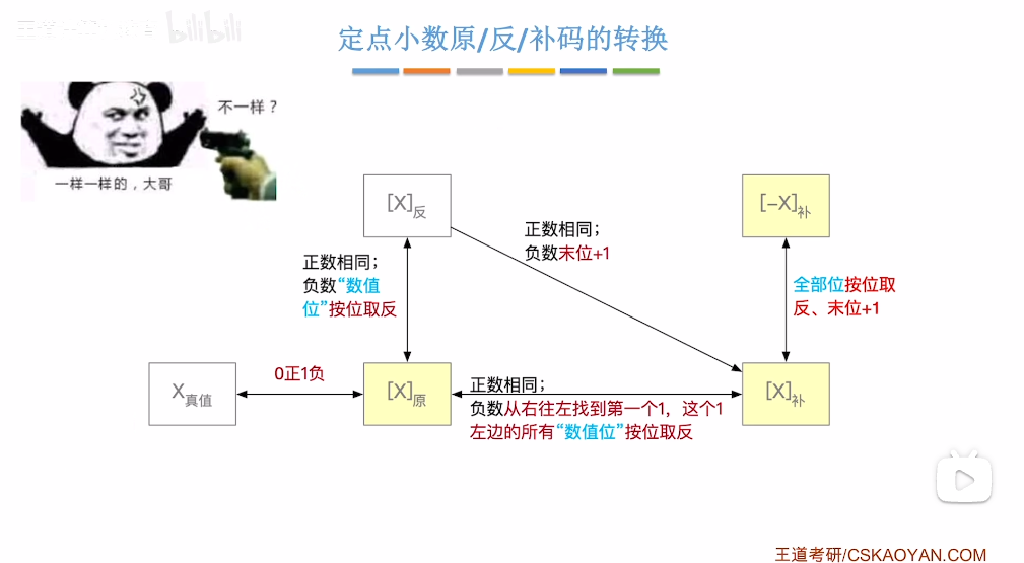 bilibili
定点小数原/反/补码的转换
不一样？
一样一样的，大哥
[X]反
[-X]补
正数相同；
负数末位+1
正数相同；
负数“数值
位”按位取反
全部位按位取
反、末位+1
X真值
0正1负
[X]原
正数相同；
负数从右往左找到第一个1，这个1
左边的所有“数值位”按位取反
[X]补
王道考研/CSKAOYAN.COM